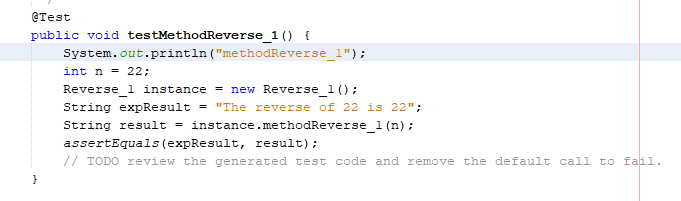 @Test
public void testMethodReverse_1() {
System.out.println("methodReverse_1");
int n = 22;
Reverse_1 instance = new Reverse_1();
String expResult = "The reverse of 22 is 22";
String result = instance.methodReverse_1(n);
assertEquals(expResult, result);
// TODO review the generated test code and remove the default call to fail.
}